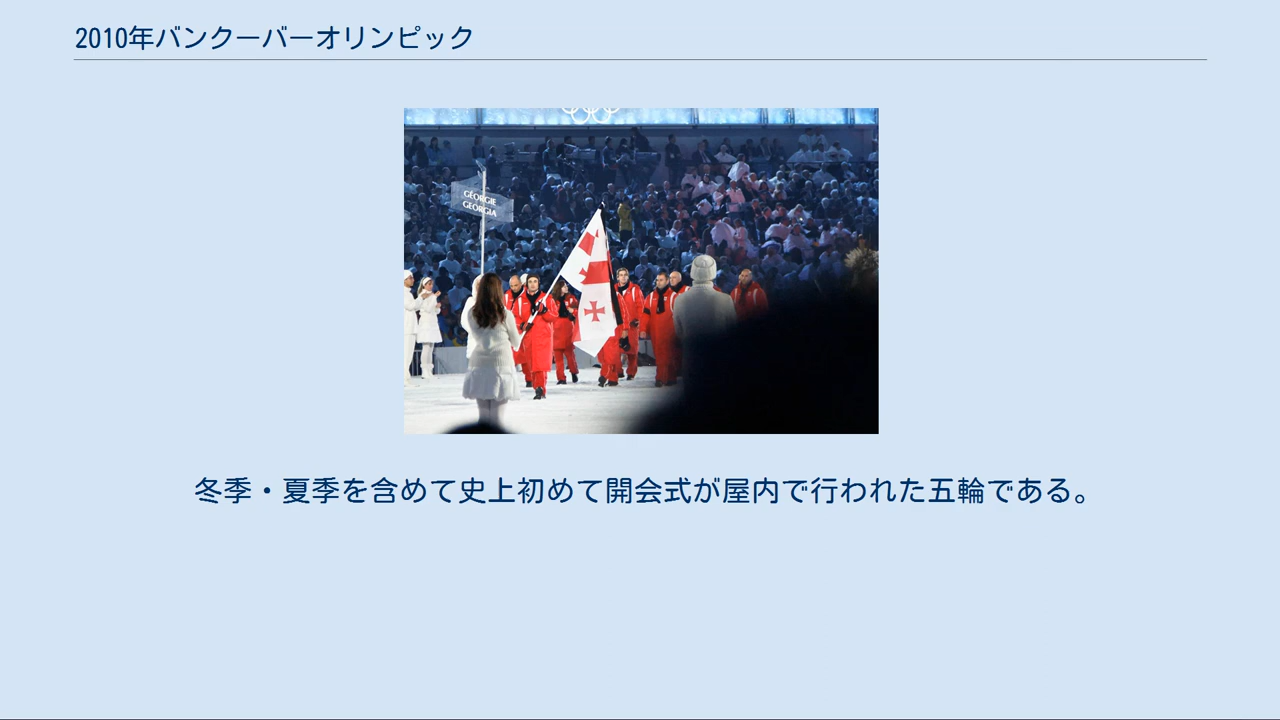 2010年バンクーバーオリンピック
GÉORGIE
GEORGIA
冬季・夏季を含めて史上初めて開会式が屋内で行われた五輪である。